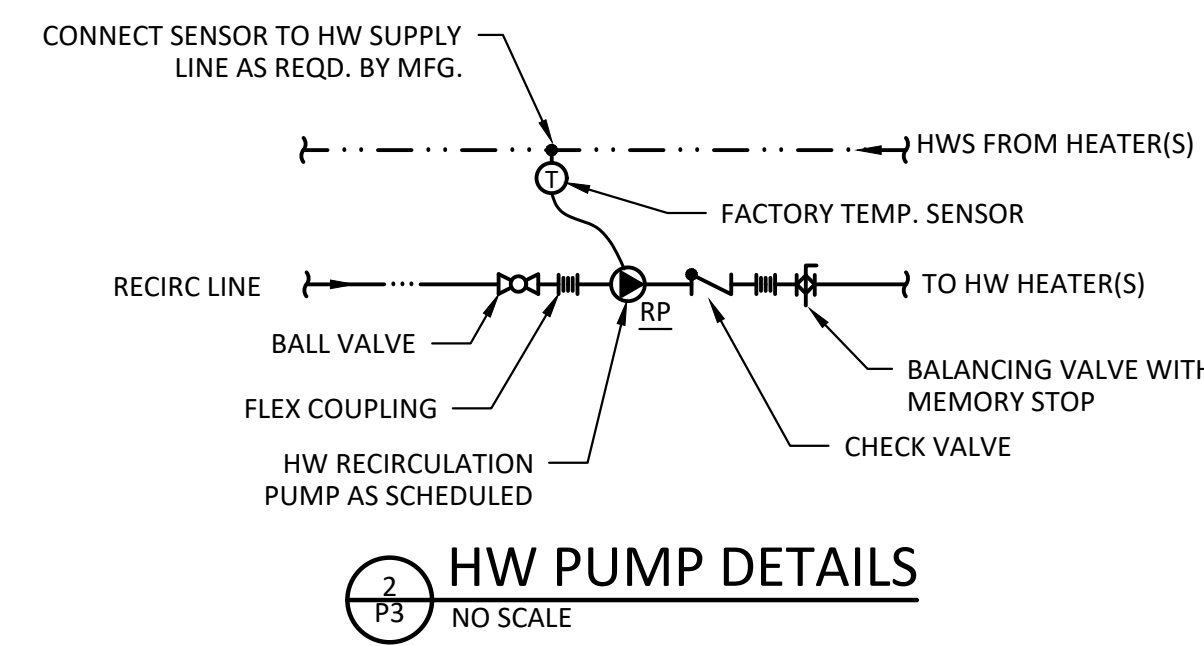 CONNECT SENSOR TO HW SUPPLY
LINE AS REQD. BY MFG.
HWS FROM HEATER(S)
T
FACTORY TEMP. SENSOR
RECIRC LINE
TO HW HEATER(S)
RP
BALL VALVE
BALANCING VALVE WITH
MEMORY STOP
FLEX COUPLING
CHECK VALVE
HW RECIRCULATION
PUMP AS SCHEDULED
2
P3
HW PUMP DETAILS
NO SCALE